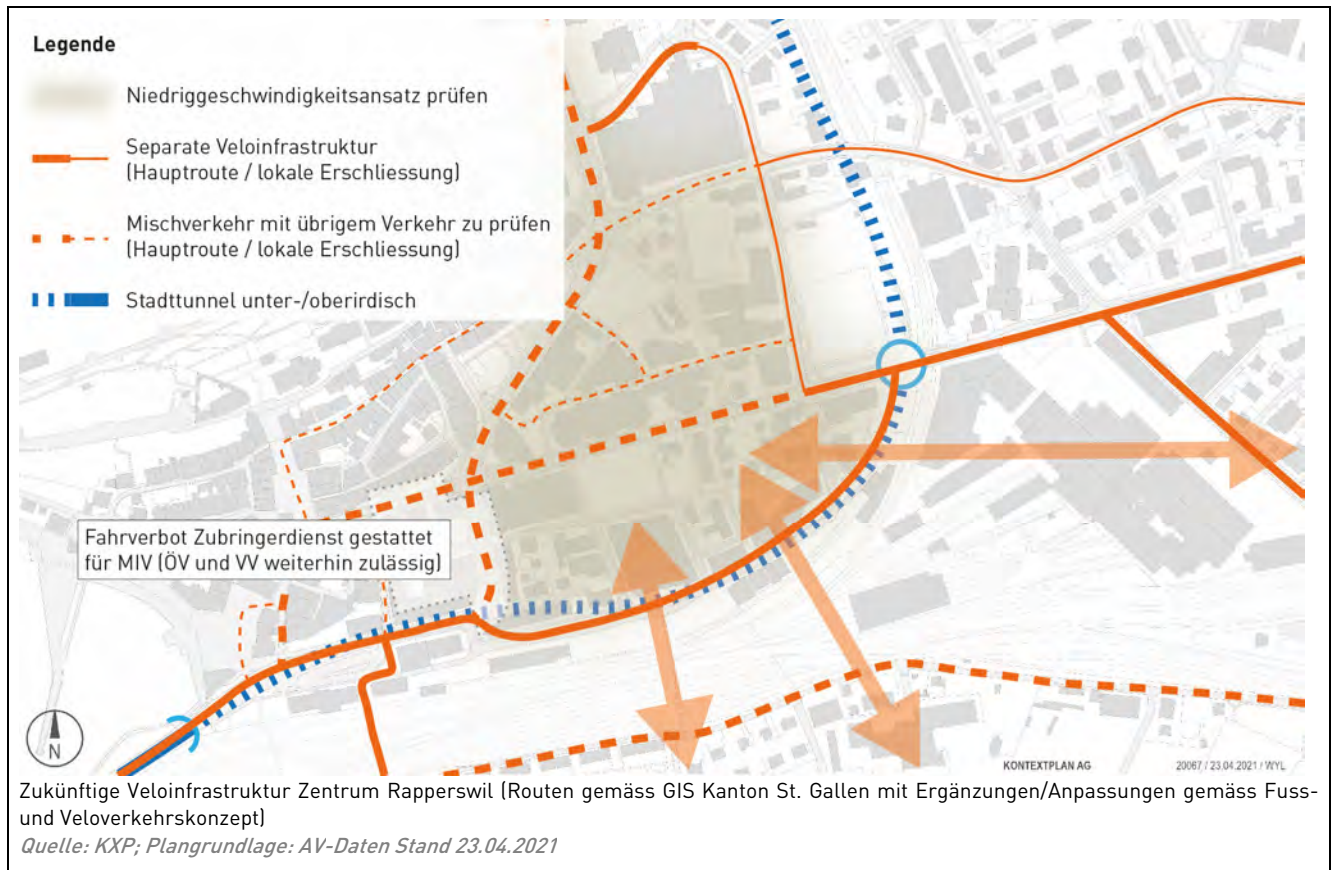 Legende
Niedriggeschwindigkeitsansatz prüfen
Separate Veloinfrastruktur
(Hauptroute / lokale Erschliessung)
Mischverkehr mit übrigem Verkehr zu prüfen
(Hauptroute / lokale Erschliessung)
Stadttunnel unter-/oberirdisch
Fahrverbot Zubringerdienst gestattet
für MIV (ÖV und VV weiterhin zulässig)
N
KONTEXTPLAN AG
20067 / 23.04.2021 / WYL
Zukünftige Veloinfrastruktur Zentrum Rapperswil (Routen gemäss GIS Kanton St. Gallen mit Ergänzungen/Anpassungen gemäss Fuss-
und Veloverkehrskonzept)
Quelle: KXP; Plangrundlage: AV-Daten Stand 23.04.2021